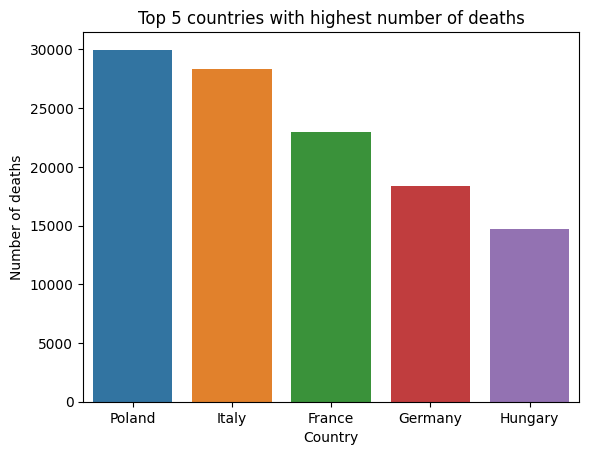 Top 5 countries with highest number of deaths
Number of deaths
30000
25000
20000
15000
10000
5000
0
Poland Italy France Germany Hungary
Country